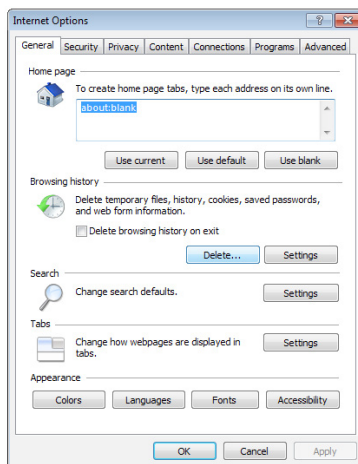 Internet Options
General Security Privacy Content Connections Programs Advanced
Home page
To create home page tabs, type each address on its own line.
about:blank
Use current Use default Use blank
Browsing history
Delete temporary files, history, cookies, saved passwords,
and web form information.
Delete browsing history on exit
Delete... Settings
Search
Change search defaults. Settings
Tabs
Change how webpages are displayed in
tabs. Settings
Appearance
Colors Languages Fonts Accessibility
OK Cancel Apply